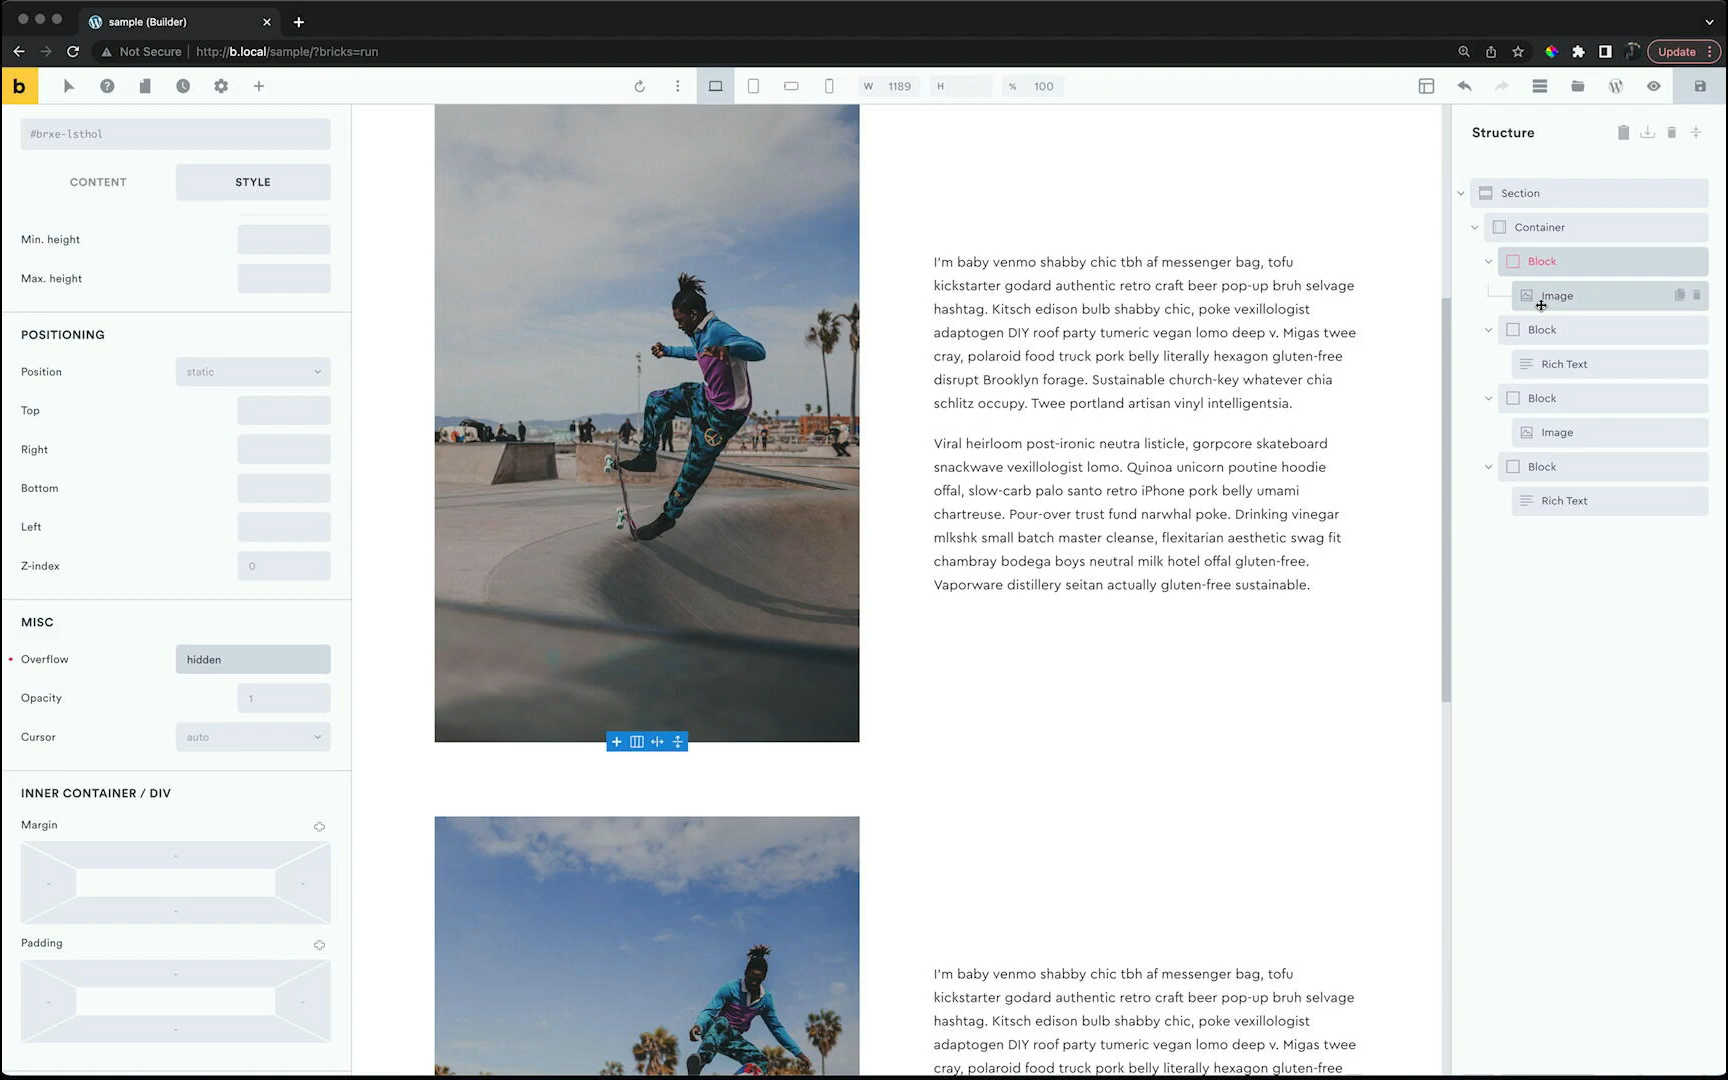 sample (Builder)
Not Secure
http://b.local/sample/?bricks=run
Update
b
W 1189
H -
% 100
#brxe-lsthol
CONTENT
STYLE
Min. height
Max. height
POSITIONING
Position
static
Top
Right
Bottom
Left
Z-index
0
MISC
Overflow
hidden
Opacity
1
Cursor
auto
INNER CONTAINER / DIV
Margin
-
-
-
-
Padding
-
-
-
-
I'm baby venmo shabby chic tbh af messenger bag, tofu
kickstarter godard authentic retro craft beer pop-up bruh selvage
hashtag. Kitsch edison bulb shabby chic, poke vexillologist
adaptogen DIY roof party tumeric vegan lomo deep v. Migas twee
cray, polaroid food truck pork belly literally hexagon gluten-free
disrupt Brooklyn forage. Sustainable church-key whatever chia
schlitz occupy. Twee portland artisan vinyl intelligentsia.
Viral heirloom post-ironic neutra listicle, gorpcore skateboard
snackwave vexillologist lomo. Quinoa unicorn poutine hoodie
offal, slow-carb palo santo retro iPhone pork belly umami
chartreuse. Pour-over trust fund narwhal poke. Drinking vinegar
mlkshk small batch master cleanse, flexitarian aesthetic swag fit
chambray bodega boys neutral milk hotel offal gluten-free.
Vaporware distillery seitan actually gluten-free sustainable.
I'm baby venmo shabby chic tbh af messenger bag, tofu
kickstarter godard authentic retro craft beer pop-up bruh selvage
hashtag. Kitsch edison bulb shabby chic, poke vexillologist
adaptogen DIY roof party tumeric vegan lomo deep v. Migas twee
cray, polaroid food truck pork belly literally hexagon gluten-free
Structure
Section
Container
Block
Image
Block
Rich Text
Block
Image
Block
Rich Text